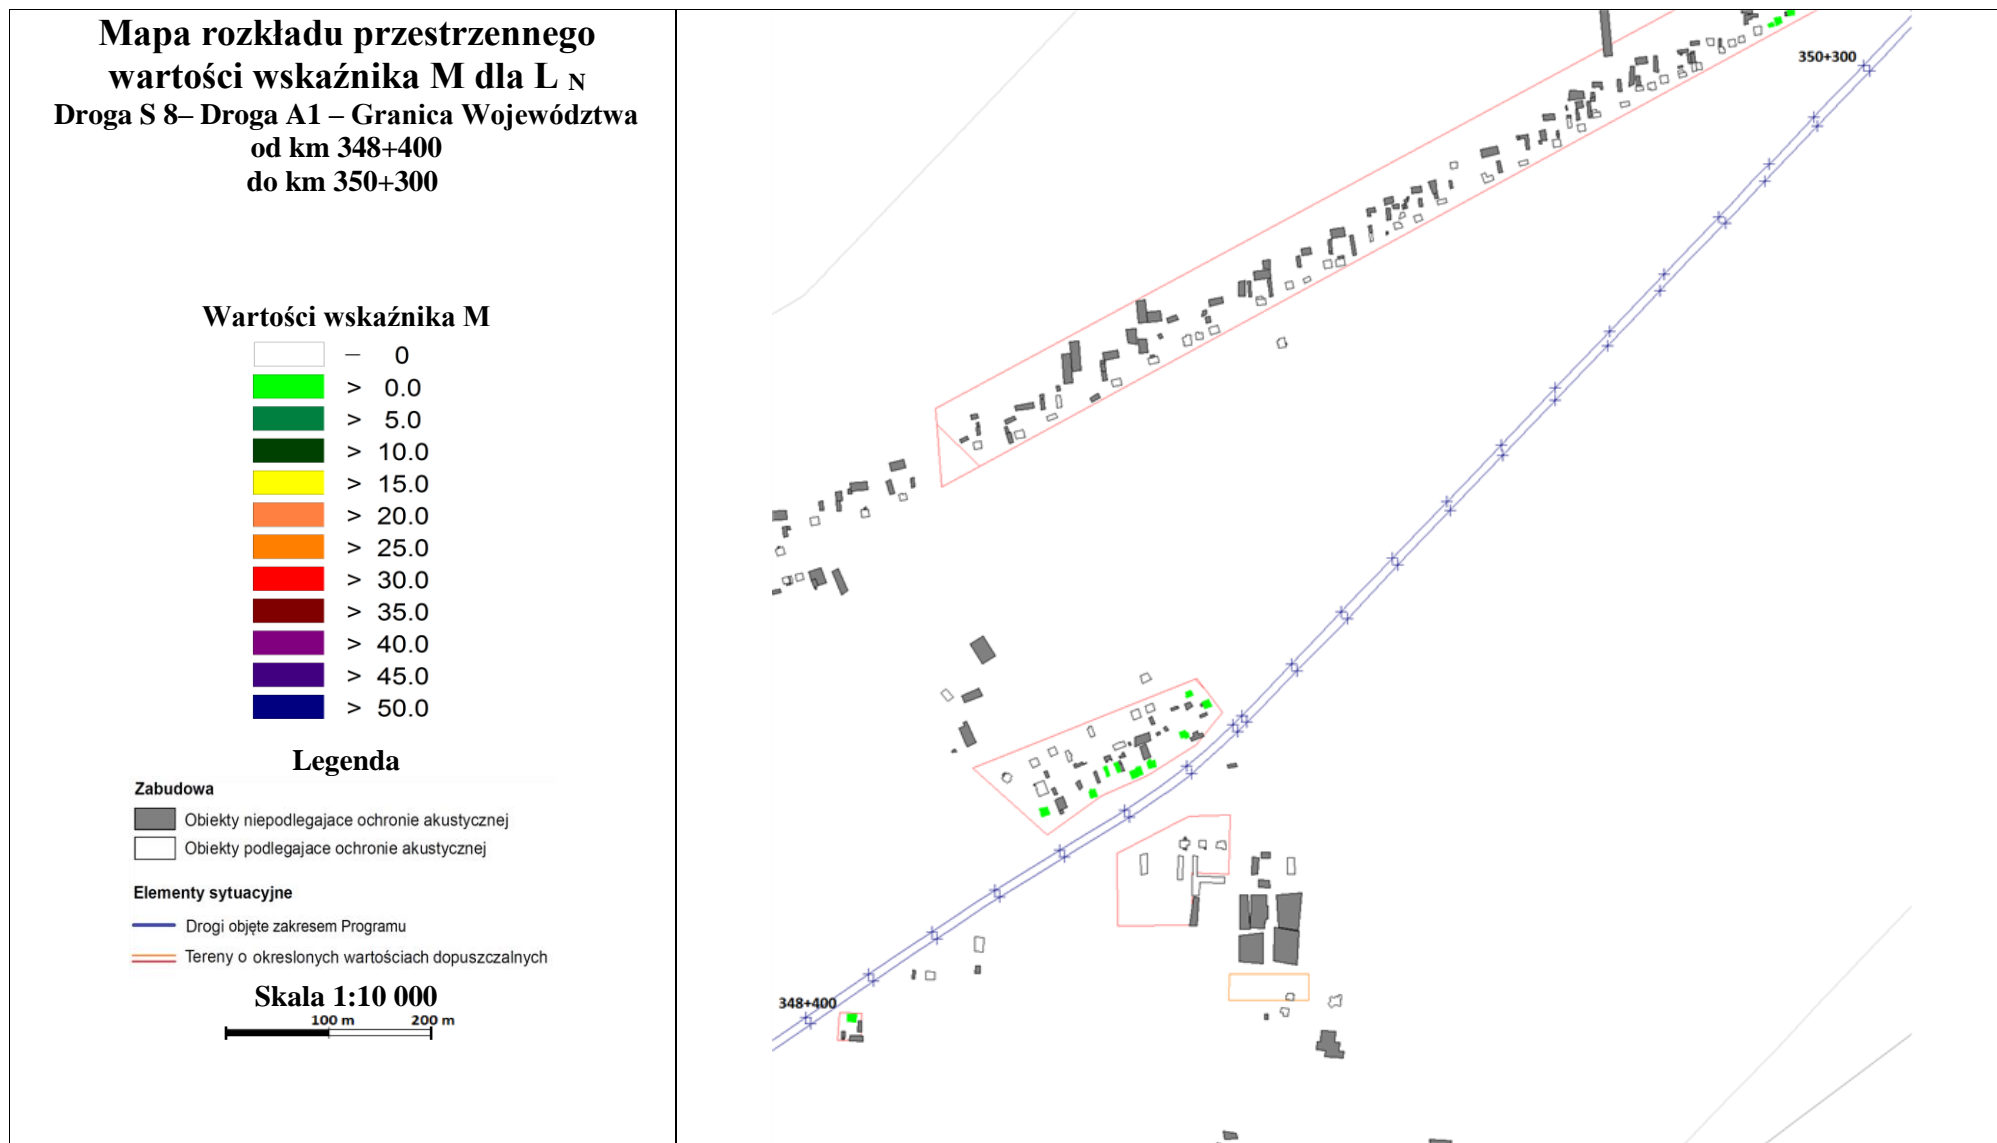 Mapa rozkładu przestrzennego
wartości wskaźnika M dla L N
Droga S 8– Droga A1 – Granica Województwa
od km 348+400
do km 350+300
Wartości wskaźnika M
– 0
> 0.0
> 5.0
> 10.0
> 15.0
> 20.0
> 25.0
> 30.0
> 35.0
> 40.0
> 45.0
> 50.0
Legenda
Zabudowa
Obiekty niepodlegajace ochronie akustycznej
Obiekty podlegajace ochronie akustycznej
Elementy sytuacyjne
Drogi objęte zakresem Programu
Tereny o okreslonych wartościach dopuszczalnych
Skala 1:10 000
100 m 200 m
350+300
348+400